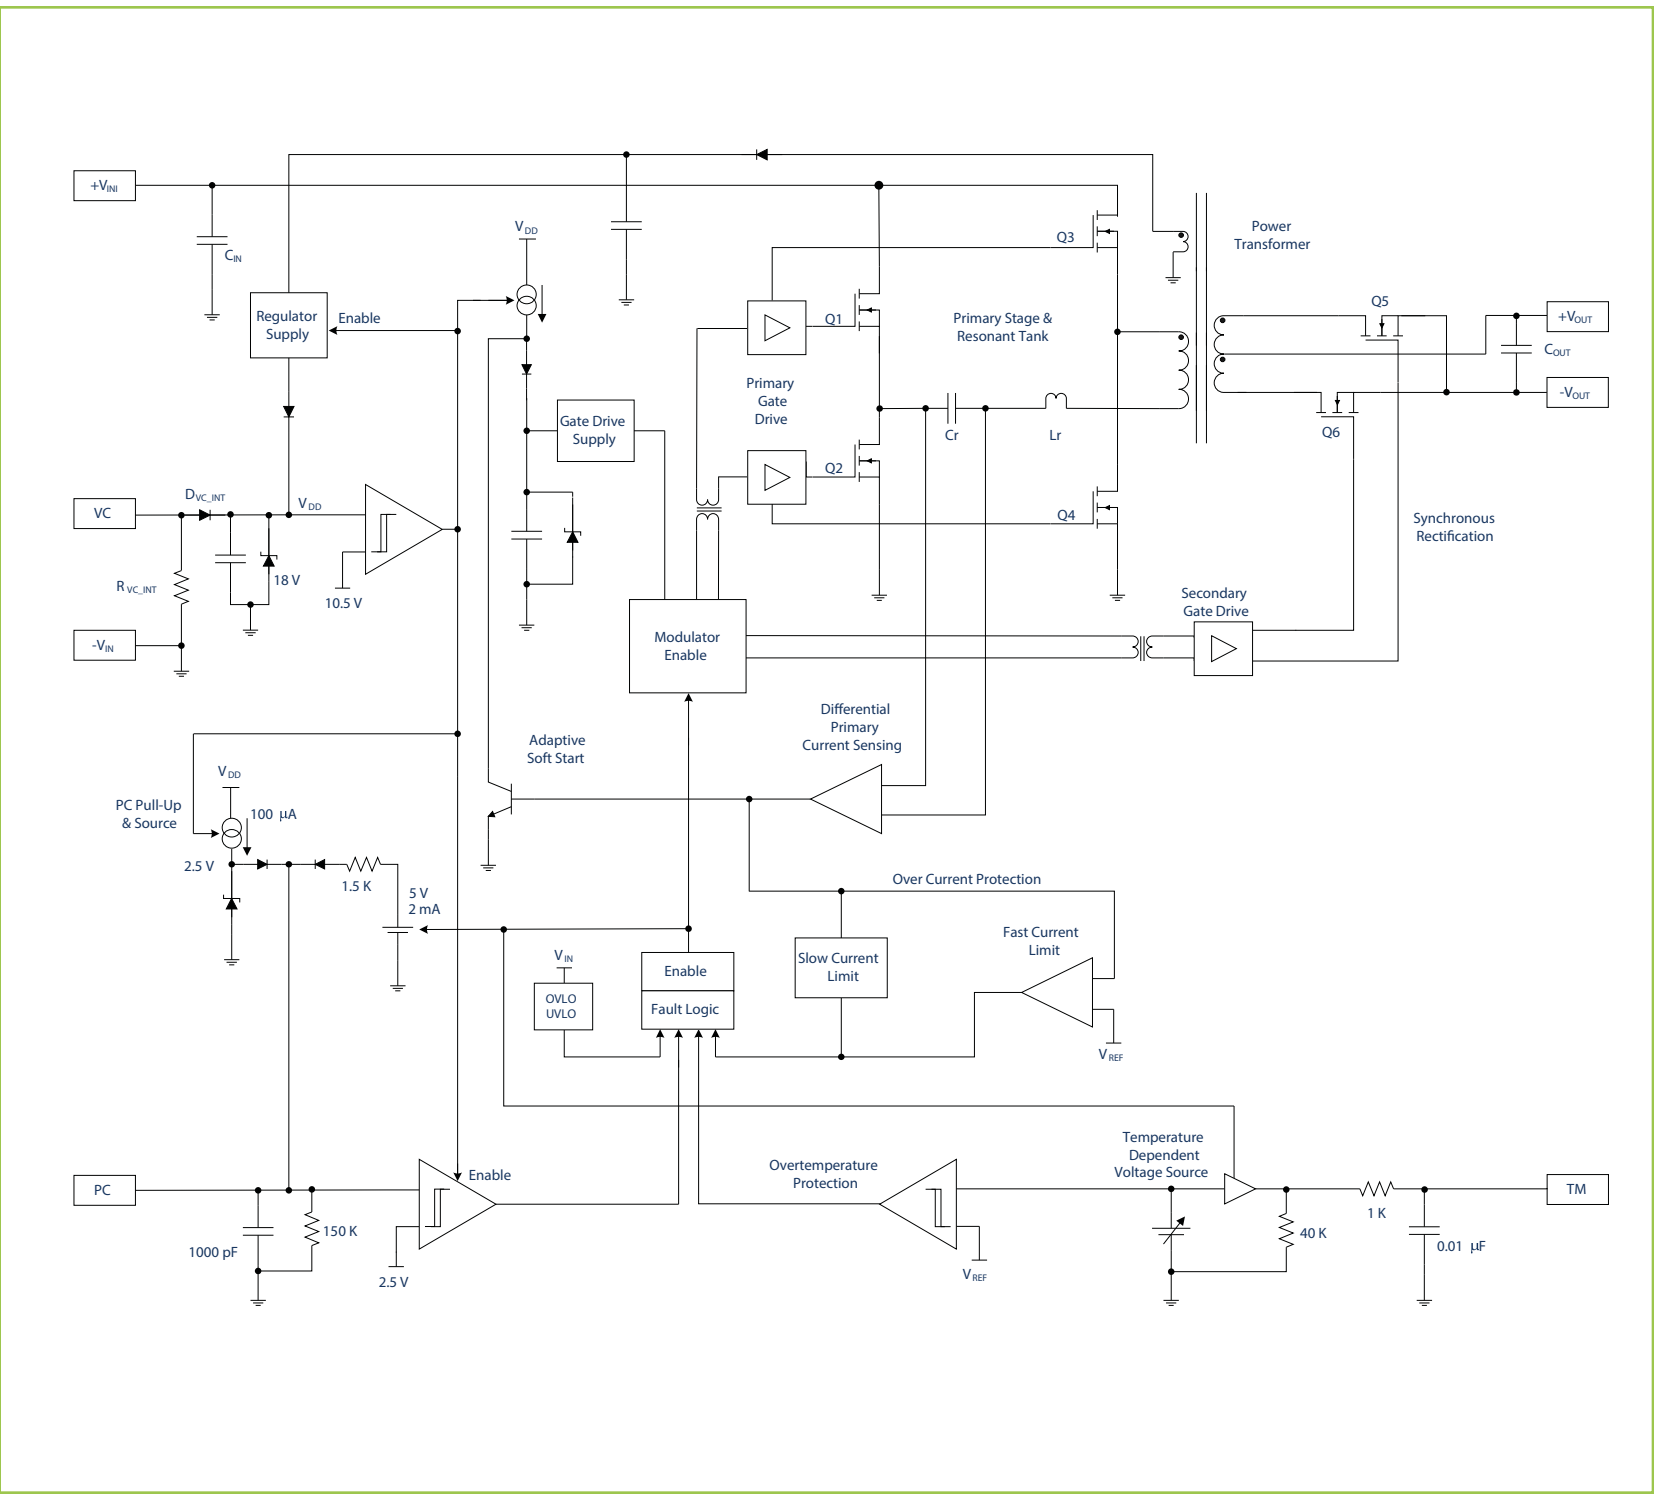 +VINI
CIN
VDD
Q3
Power
Transformer
Regulator
Supply
Enable
Q1
Primary Stage &
Resonant Tank
Q5
+VOUT
COUT
-VOUT
Q6
Primary
Gate
Drive
Gate Drive
Supply
Cr
Lr
Q2
Q4
VC
DVC_INT
VDD
18 V
10.5 V
R VC_INT
-VIN
Synchronous
Rectification
Secondary
Gate Drive
Modulator
Enable
Differential
Primary
Current Sensing
Adaptive
Soft Start
VDD
PC Pull-Up
& Source
100 µA
2.5 V
1.5 K
5 V
2 mA
Over Current Protection
Fast Current
Limit
Slow Current
Limit
VIN
OVLO
UVLO
Enable
Fault Logic
VREF
PC
1000 pF
150 K
Enable
2.5 V
Overtemperature
Protection
VREF
Temperature
Dependent
Voltage Source
40 K
1 K
0.01 µF
TM